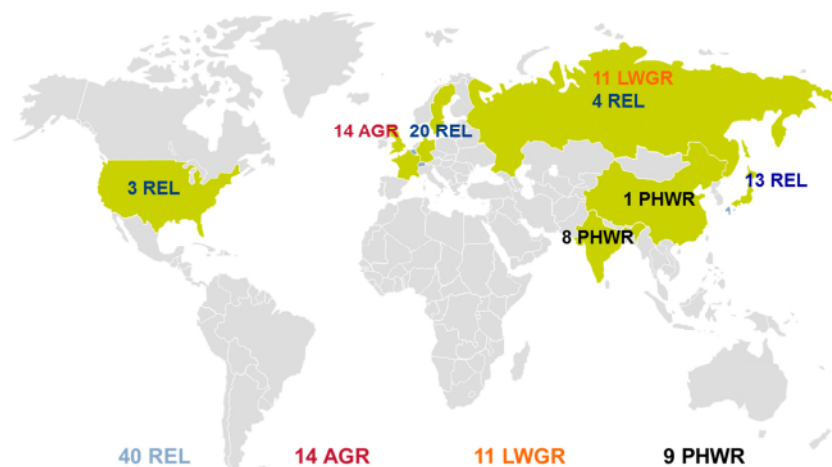 11 LWGR
4 REL
14 AGR
20 REL
3 REL
13 REL
1 PHWR
8 PHWR
40 REL
14 AGR
11 LWGR
9 PHWR